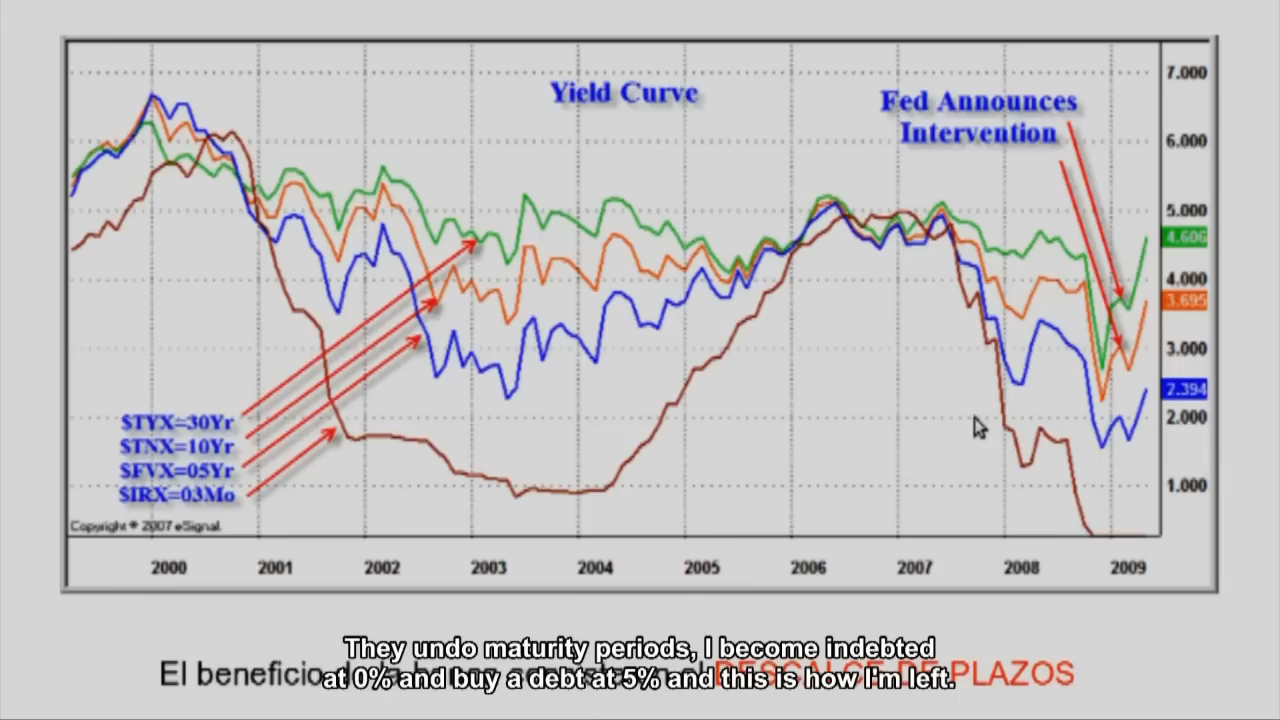 Yield Curve
Fed Announces
Intervention
7.000
6.000
5.000
4.606
4.000
3.695
3.000
2.394
2.000
1.000
$TYX=30Yr
$TNX=10Yr
$FVX=05Yr
$IRX=03Mo
Copyright © 2007 eSignal.
2000 2001 2002 2003 2004 2005 2006 2007 2008 2009
They undo maturity periods, I become indebted
at 0% and buy a debt at 5% and this is how I'm left.
El beneficio PLAZOS